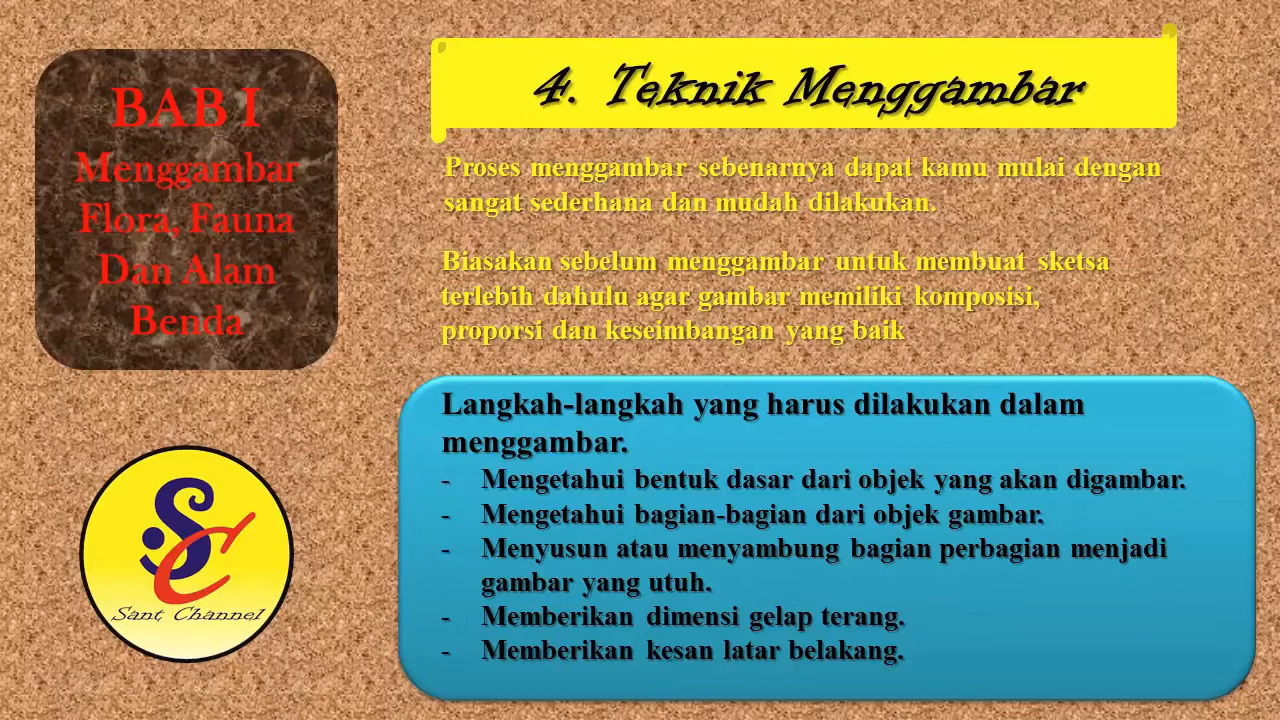 BAB I
Menggambar
Flora, Fauna
Dan Alam
Benda
4. Teknik Menggambar
Proses menggambar sebenarnya dapat kamu mulai dengan
sangat sederhana dan mudah dilakukan.
Biasakan sebelum menggambar untuk membuat sketsa
terlebih dahulu agar gambar memiliki komposisi,
proporsi dan keseimbangan yang baik
Langkah-langkah yang harus dilakukan dalam
menggambar.
- Mengetahui bentuk dasar dari objek yang akan digambar.
- Mengetahui bagian-bagian dari objek gambar.
- Menyusun atau menyambung bagian perbagian menjadi
gambar yang utuh.
- Memberikan dimensi gelap terang.
- Memberikan kesan latar belakang.
SC
Sant Channel